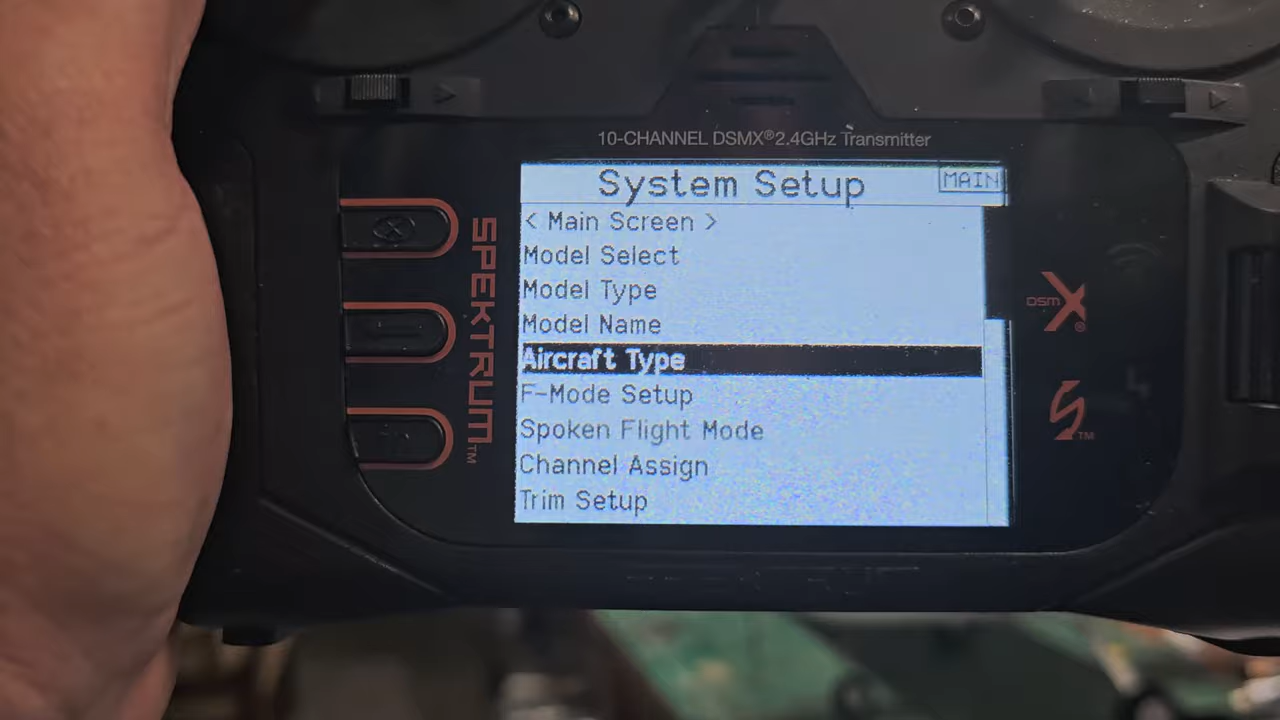 10-CHANNEL DSMX®2.4GHz Transmitter
System Setup
MAIN
< Main Screen >
Model Select
Model Type
Model Name
Aircraft Type
F-Mode Setup
Spoken Flight Mode
Channel Assign
Trim Setup
SPEKTRUM™
DSMX®
™